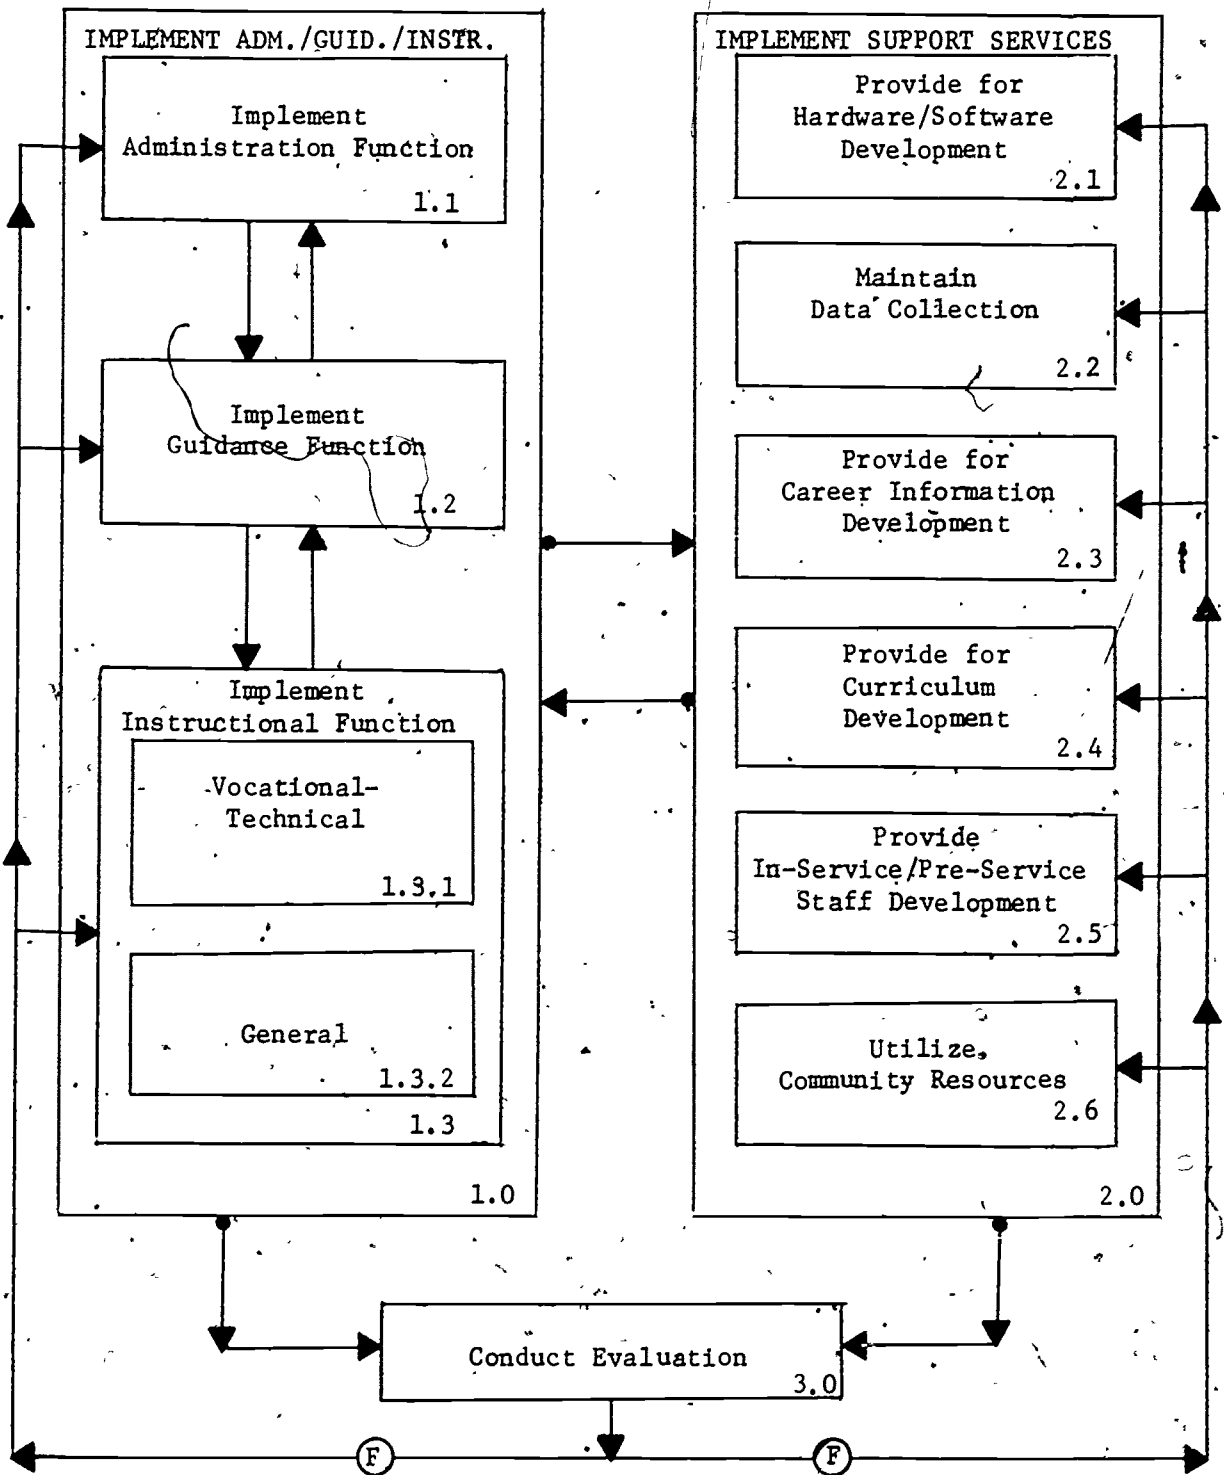 IMPLEMENT ADM./GUID./INSTR.
Implement
Administration Function
1.1
Implement
Guidance Function
1.2
Implement
Instructional Function
Vocational-
Technical
1.3.1
General
1.3.2
1.3
1.0
IMPLEMENT SUPPORT SERVICES
Provide for
Hardware/Software
Development
2.1
Maintain
Data Collection
2.2
Provide for
Career Information
Development
2.3
Provide for
Curriculum
Development
2.4
Provide
In-Service/Pre-Service
Staff Development
2.5
Utilize
Community Resources
2.6
2.0
Conduct Evaluation
3.0
F
F